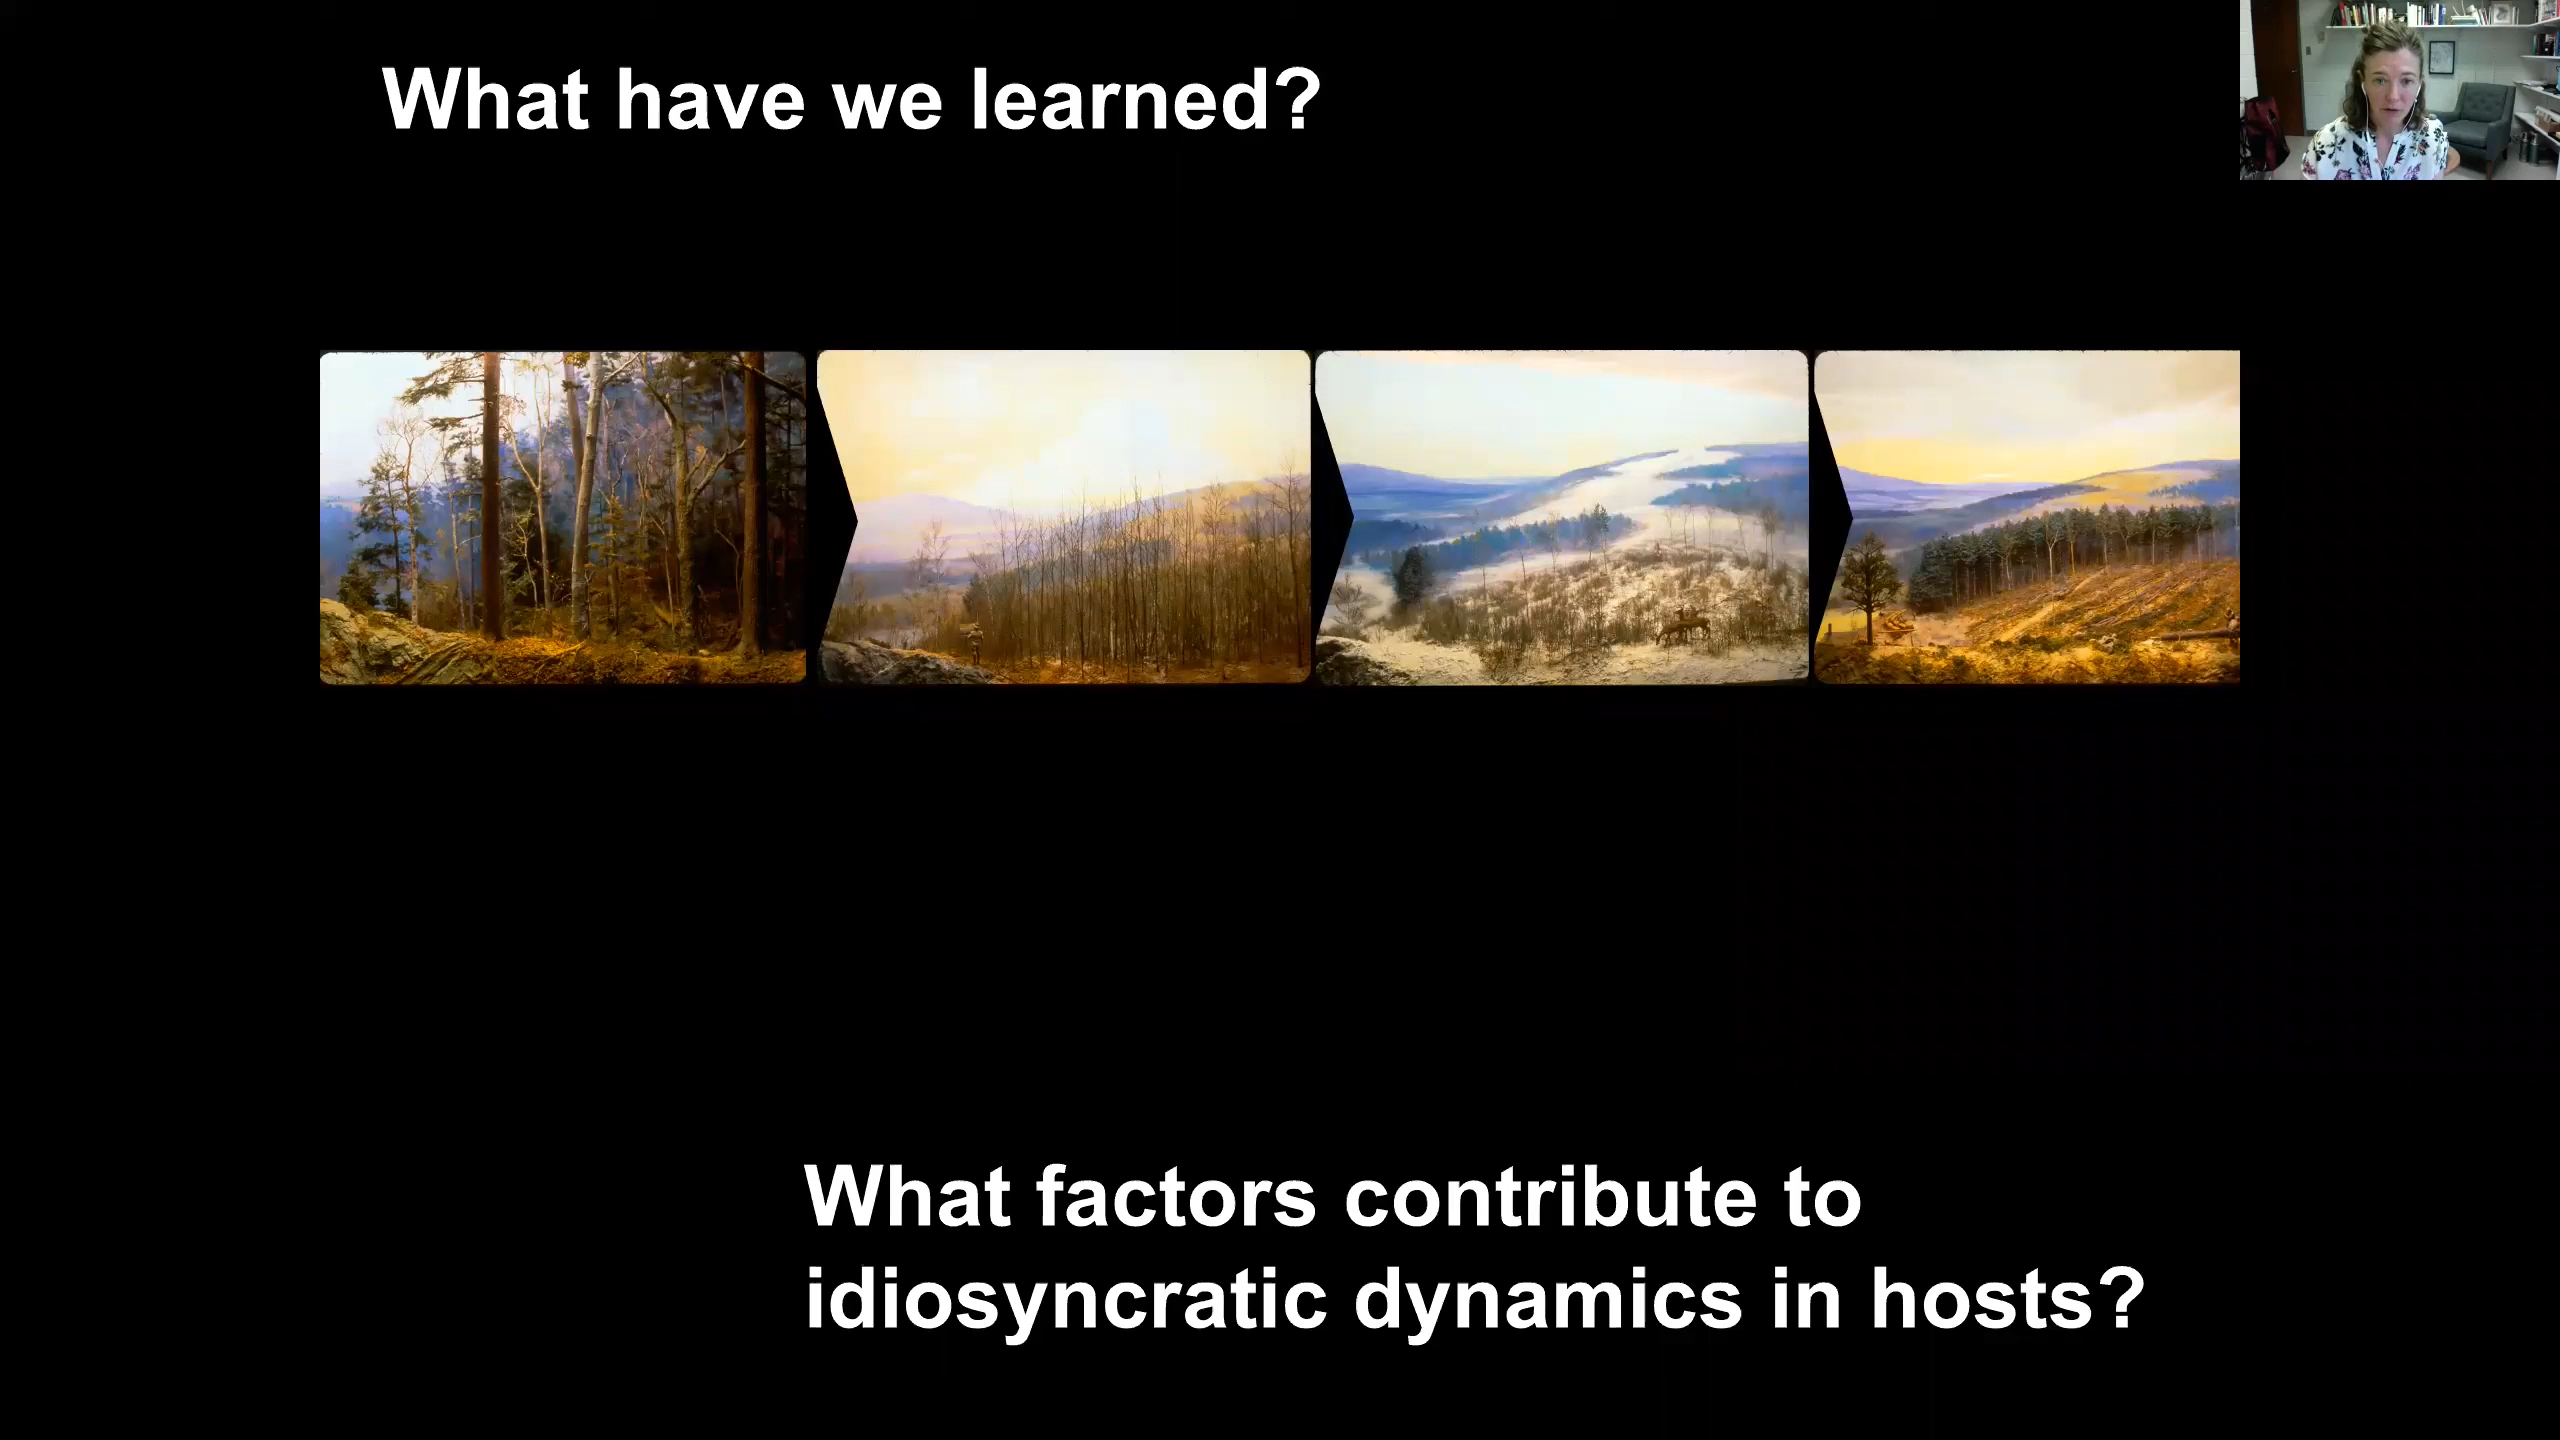 What have we learned?
What factors contribute to
idiosyncratic dynamics in hosts?